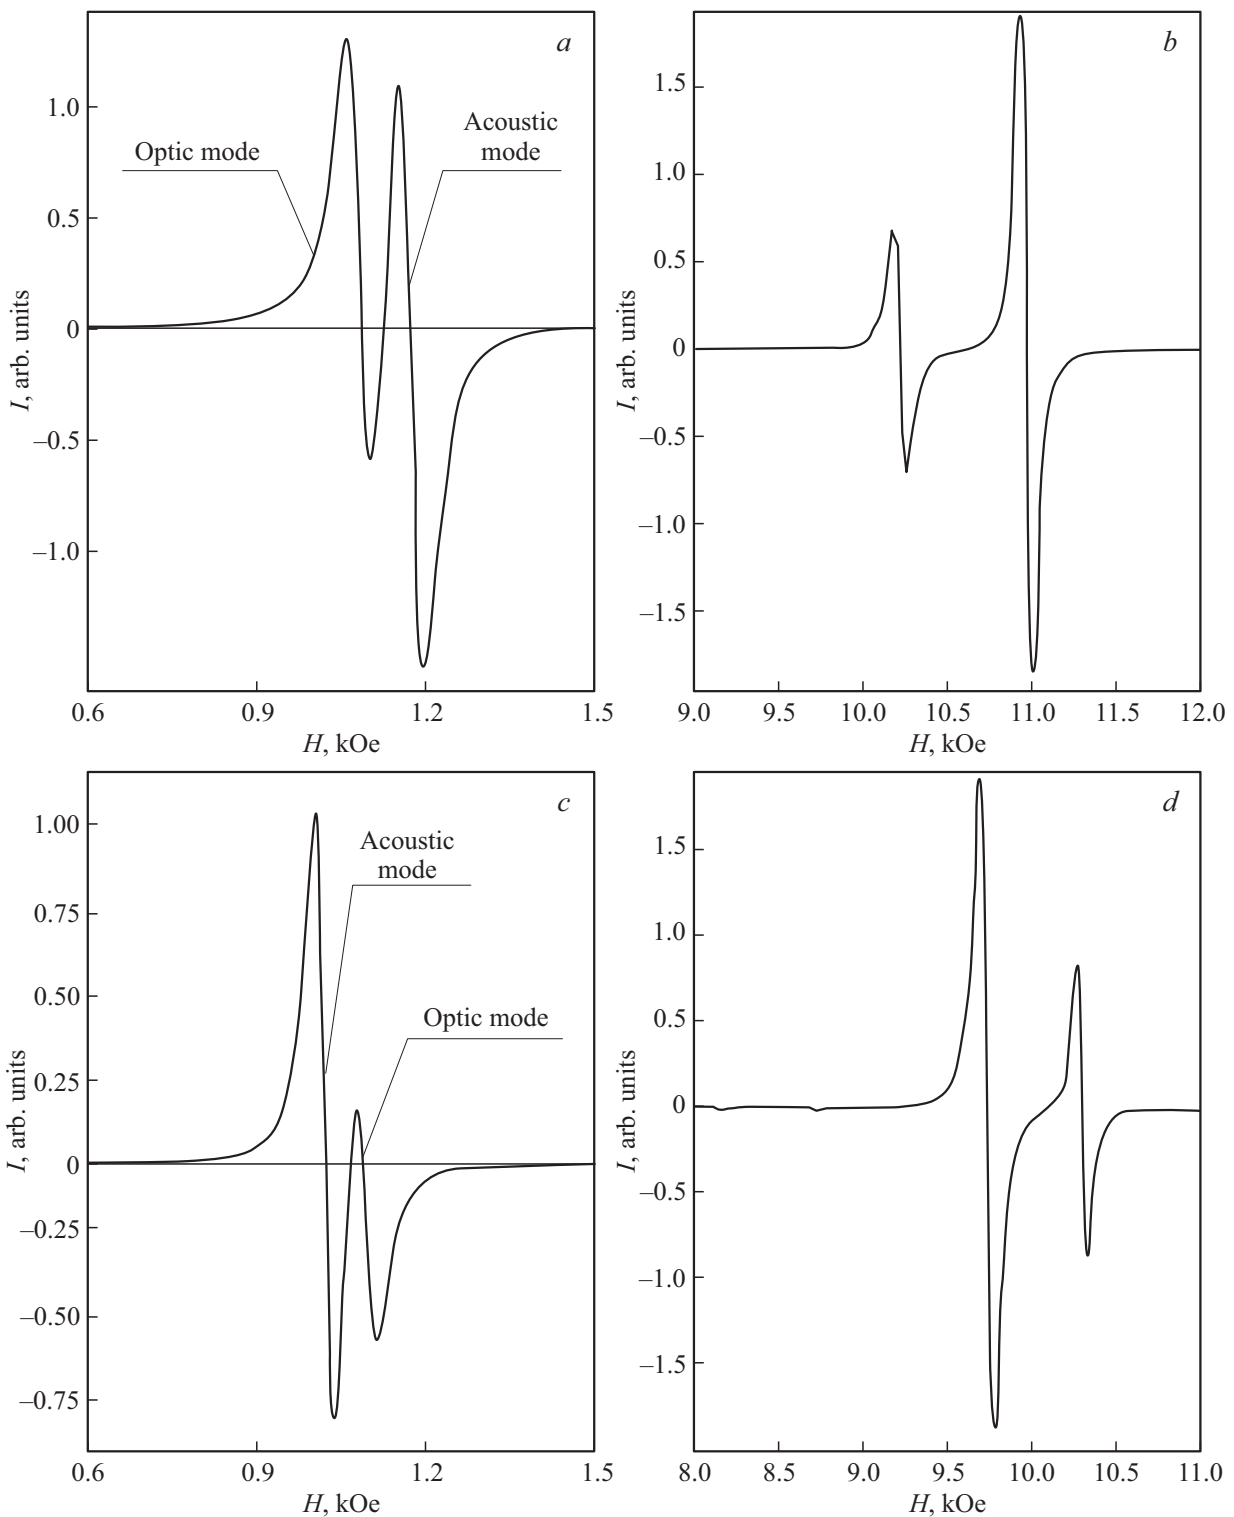 a
Optic mode
Acoustic
mode
1.0
0.5
0
–0.5
–1.0
I, arb. units
0.6 0.9 1.2 1.5
H, kOe
b
1.5
1.0
0.5
0
–0.5
–1.0
–1.5
I, arb. units
9.0 9.5 10.0 10.5 11.0 11.5 12.0
H, kOe
c
Acoustic
mode
Optic mode
1.00
0.75
0.50
0.25
0
–0.25
–0.50
–0.75
I, arb. units
0.6 0.9 1.2 1.5
H, kOe
d
1.5
1.0
0.5
0
–0.5
–1.0
–1.5
I, arb. units
8.0 8.5 9.0 9.5 10.0 10.5 11.0
H, kOe